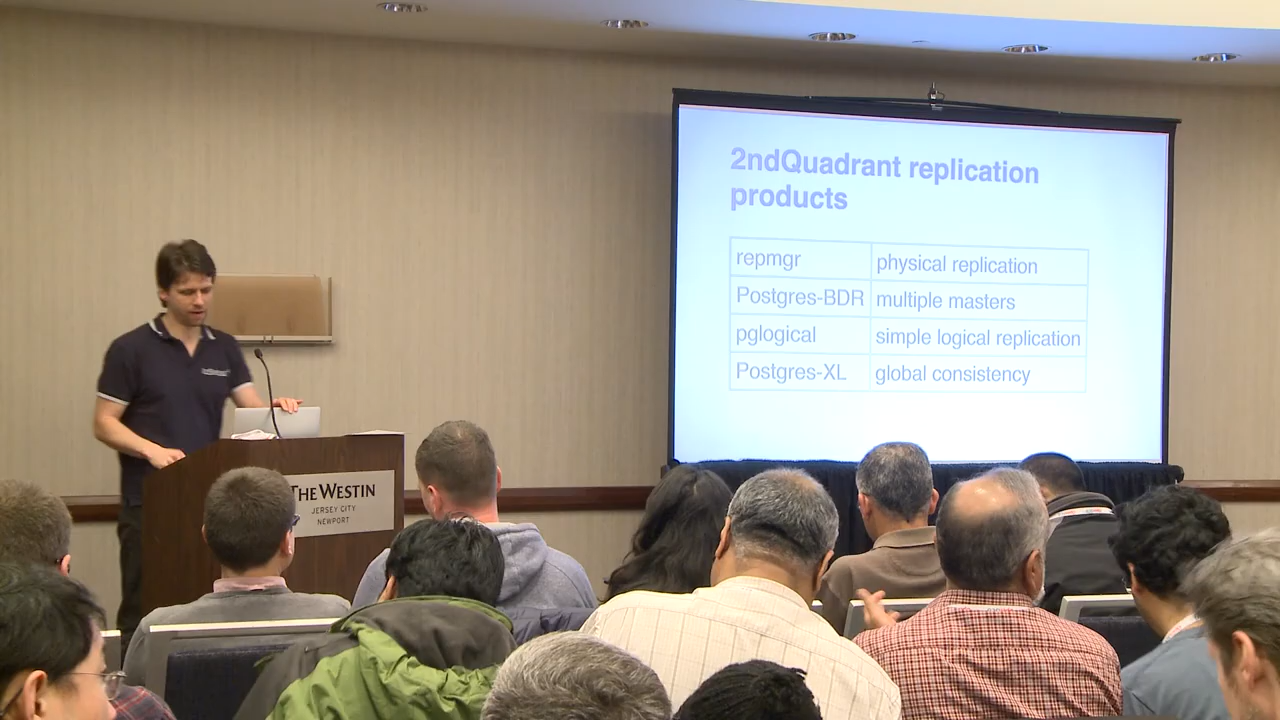 2ndQuadrant replication
products
repmgr physical replication
Postgres-BDR multiple masters
pglogical simple logical replication
Postgres-XL global consistency
THE WESTIN
JERSEY CITY
NEWPORT